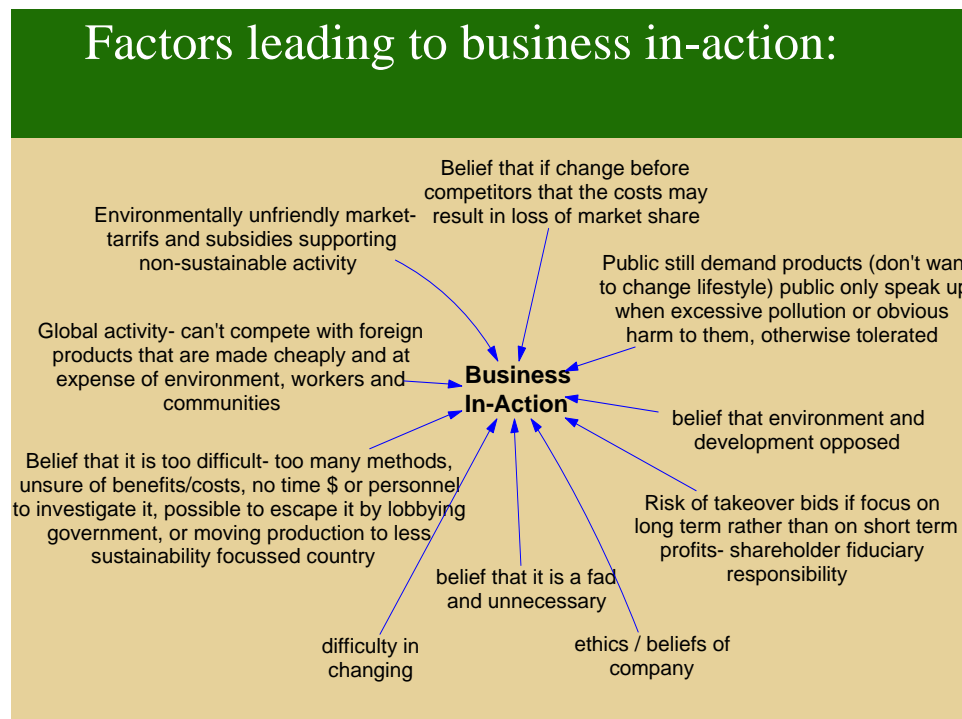 Factors leading to business in-action:
Belief that if change before
competitors that the costs may
result in loss of market share
Environmentally unfriendly market-
tarrifs and subsidies supporting
non-sustainable activity
Public still demand products (don't wan
to change lifestyle) public only speak up
when excessive pollution or obvious
harm to them, otherwise tolerated
Global activity- can't compete with foreign
products that are made cheaply and at
expense of environment, workers and
communities
Business
In-Action
belief that environment and
development opposed
Belief that it is too difficult- too many methods,
unsure of benefits/costs, no time $ or personnel
to investigate it, possible to escape it by lobbying
government, or moving production to less
sustainability focussed country
Risk of takeover bids if focus on
long term rather than on short term
profits- shareholder fiduciary
responsibility
belief that it is a fad
and unnecessary
difficulty in
changing
ethics / beliefs of
company